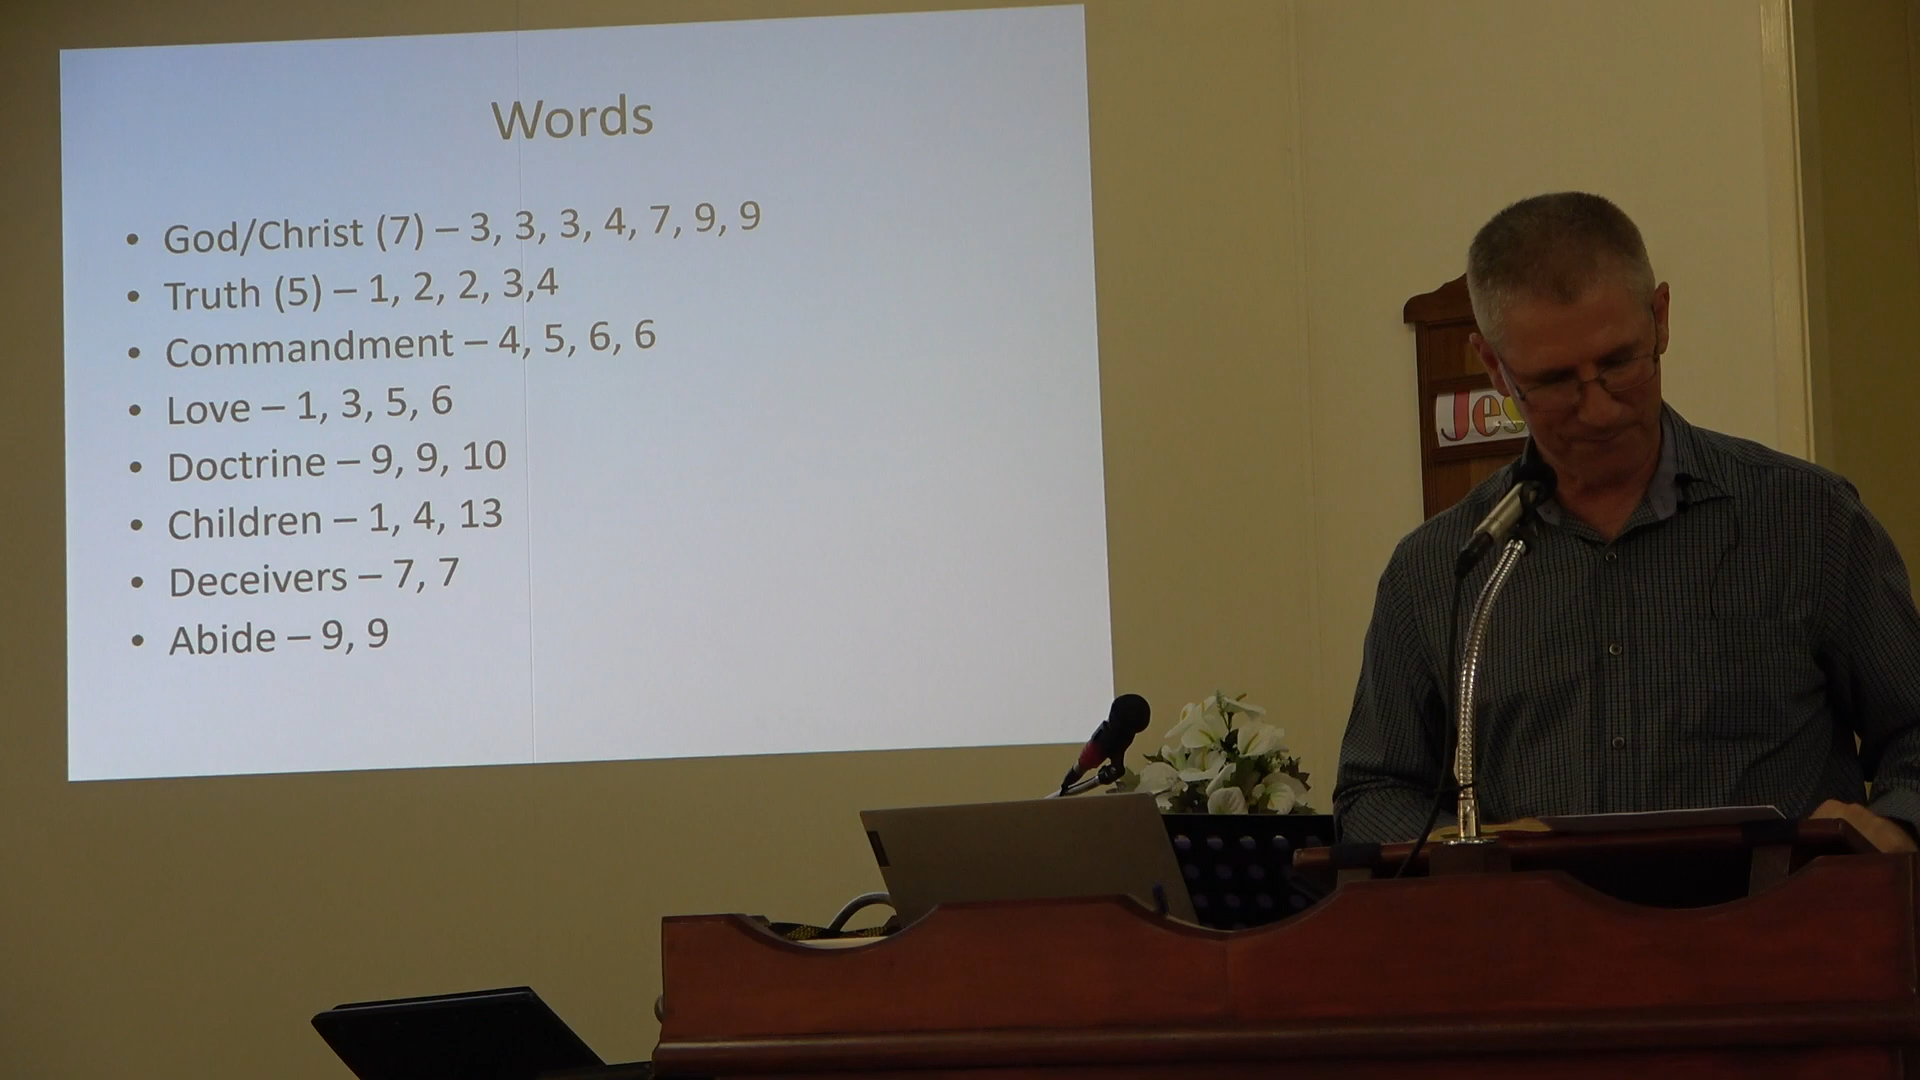 Words
• God/Christ (7) – 3, 3, 3, 4, 7, 9, 9
• Truth (5) – 1, 2, 2, 3,4
• Commandment – 4, 5, 6, 6
• Love – 1, 3, 5, 6
• Doctrine – 9, 9, 10
• Children – 1, 4, 13
• Deceivers – 7, 7
• Abide – 9, 9
Jes